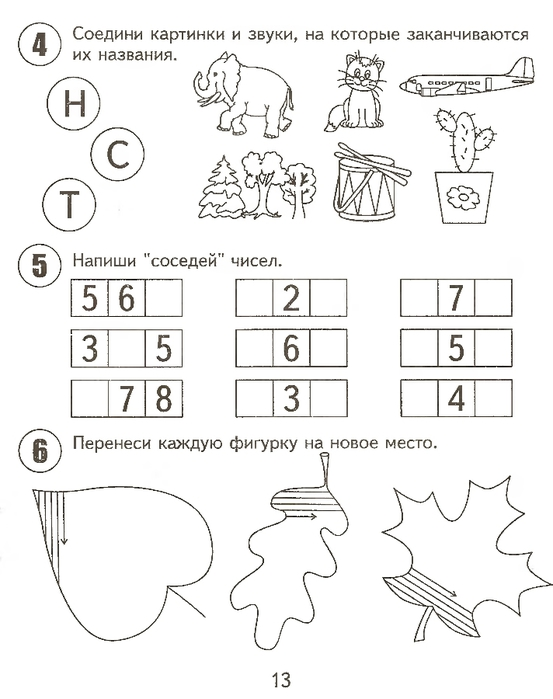 4 Соедини картинки и звуки, на которые заканчиваются
их названия.
Н
С
Т
5 Напиши "соседей" чисел.
5 6 2 7
3 5 6 5
7 8 3 4
6 Перенеси каждую фигурку на новое место.
13